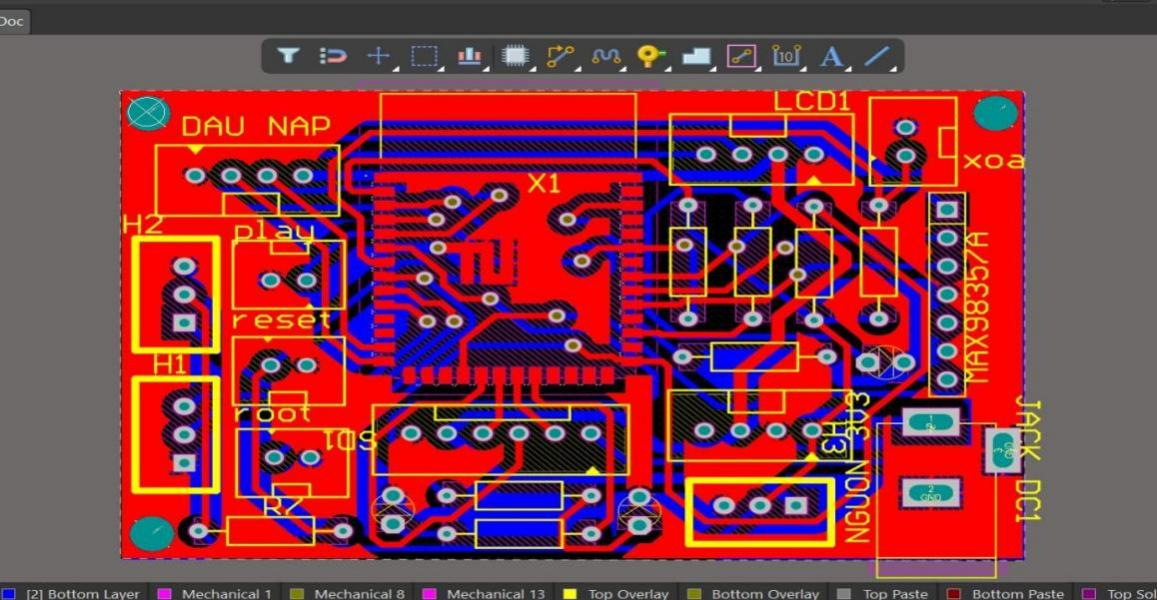 Doc
10
LCD1
DAU NAP
xoa
X1
H2
play
MAX98357A
reset
H1
root
SD1
H3
NGUON 3V3
JACK DC1
R7
1
2
GND
3
[2] Bottom Layer
Mechanical 1
Mechanical 8
Mechanical 13
Top Overlay
Bottom Overlay
Top Paste
Bottom Paste
Top Sol